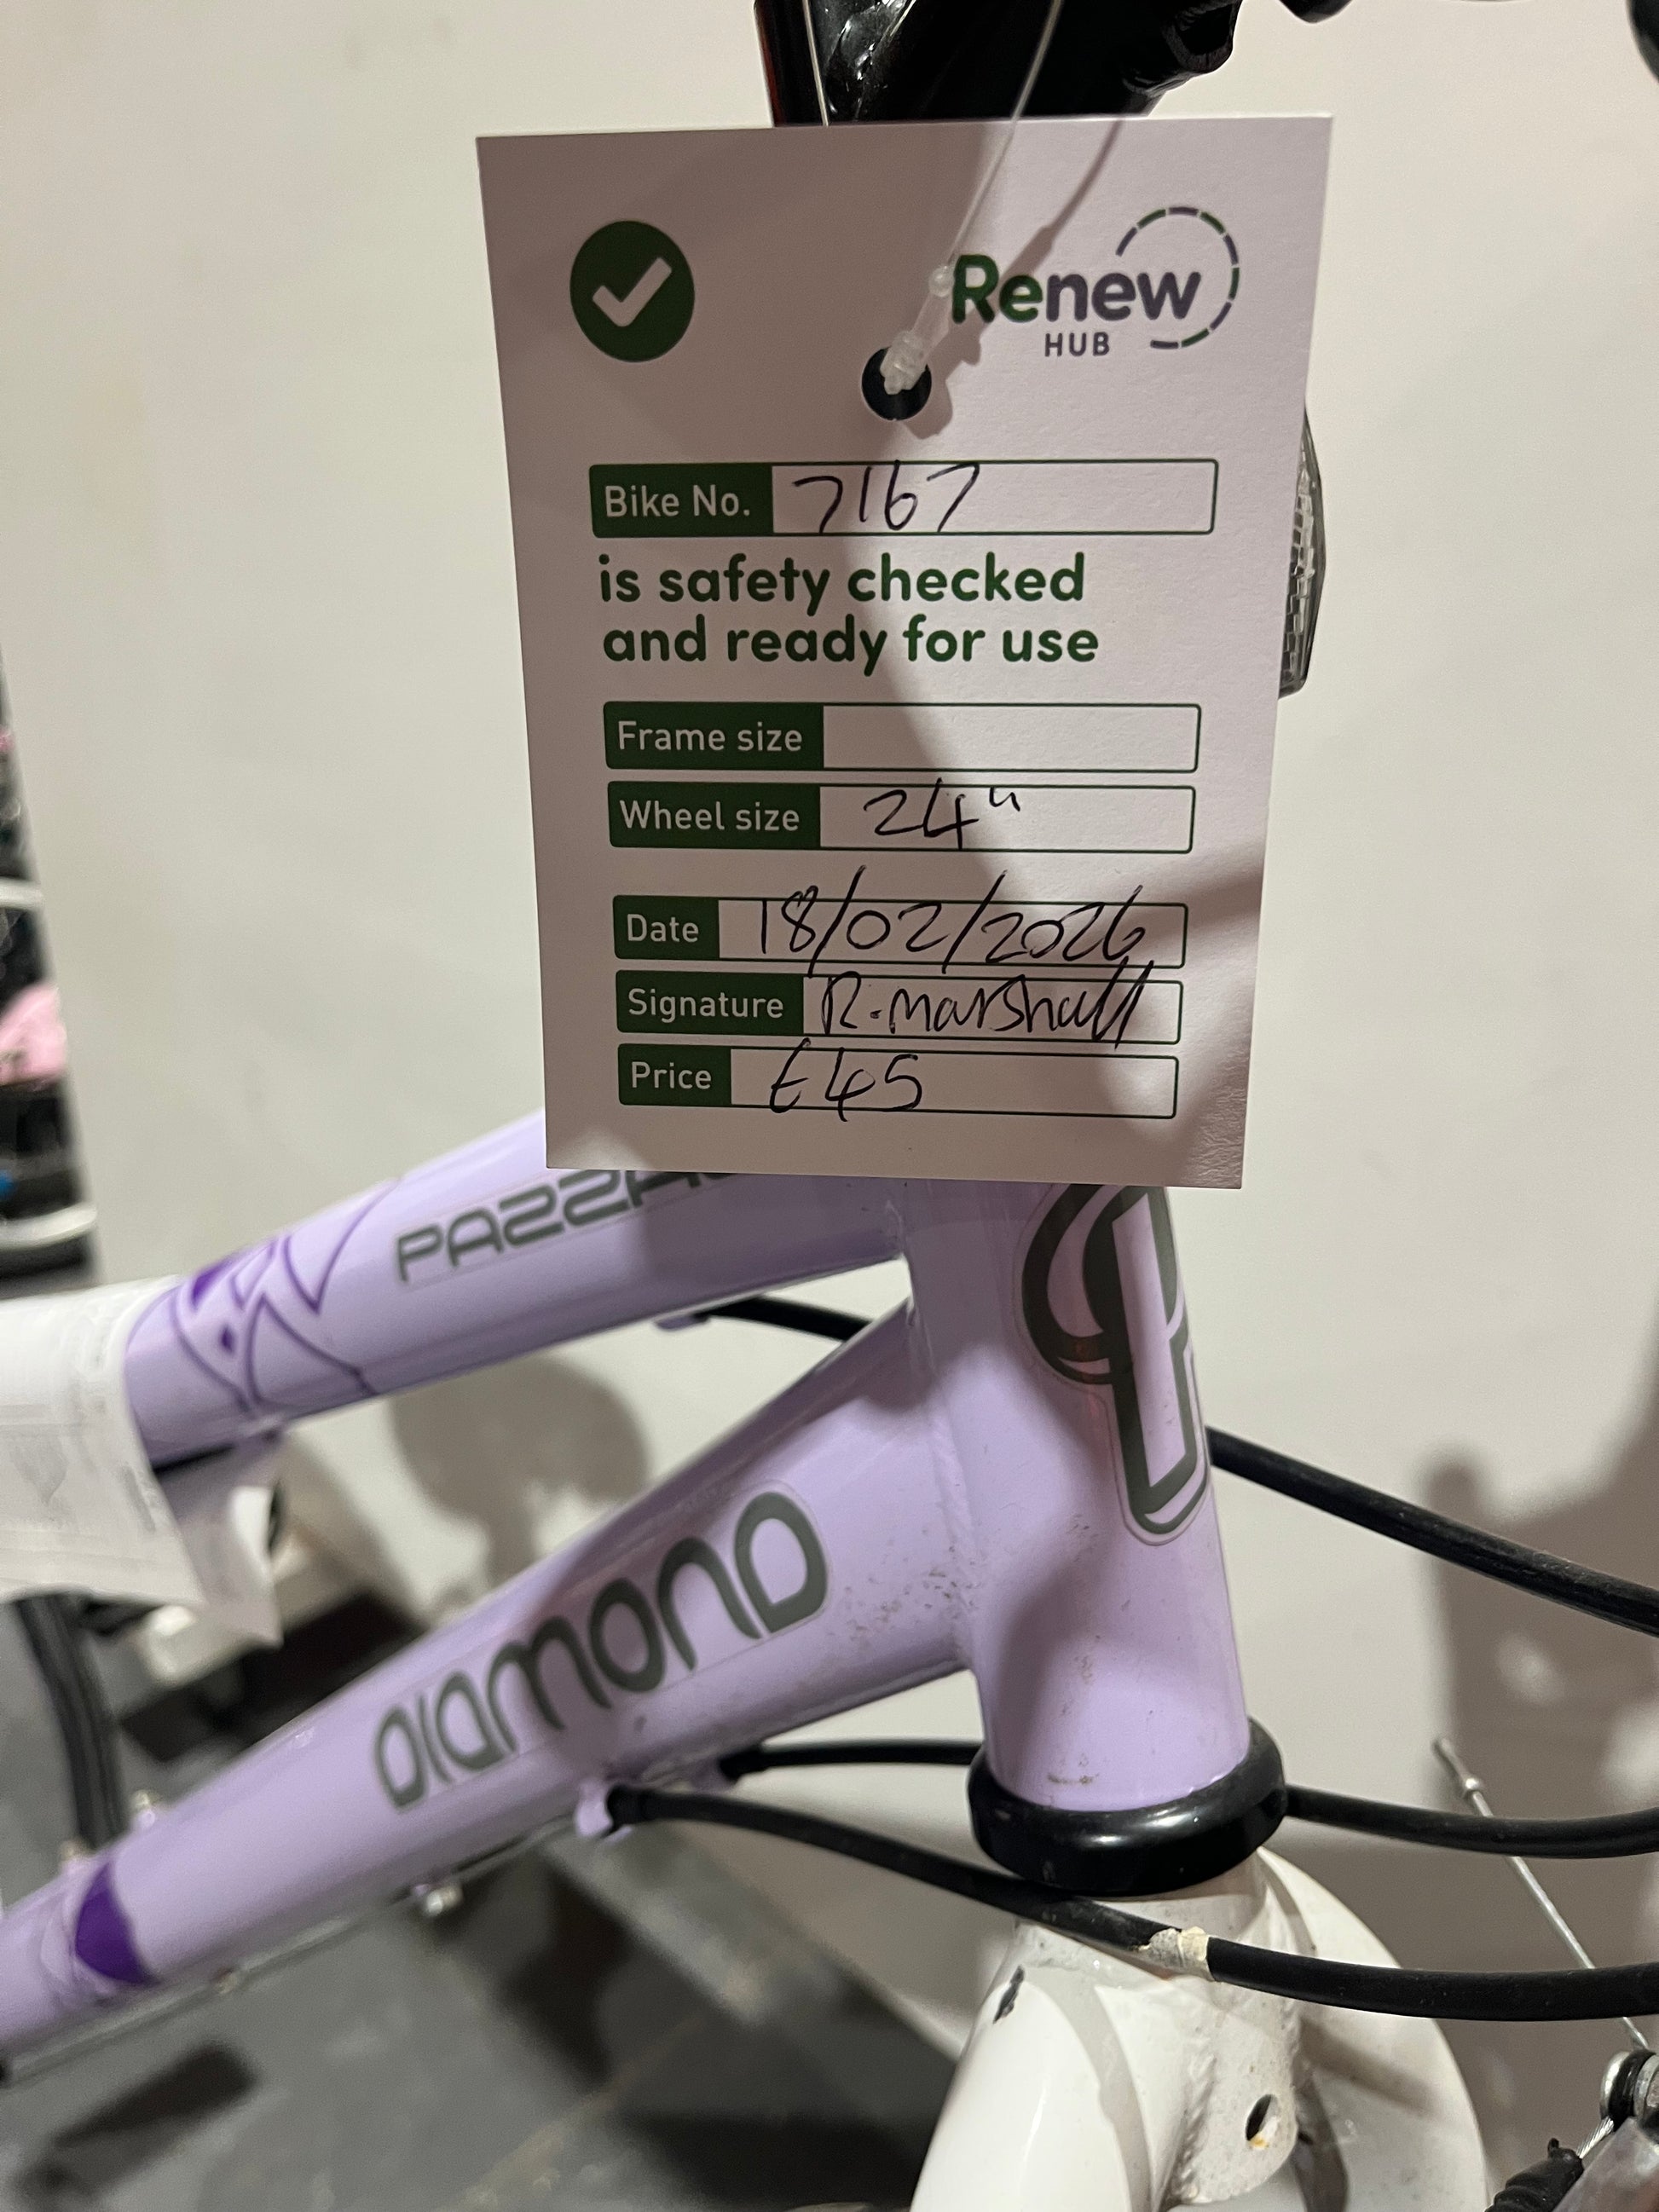 Renew
HUB
Bike No. 7167
is safety checked
and ready for use
Frame size
Wheel size 24"
Date 18/02/2026
Signature R. Marshall
Price £45
DIAMOND